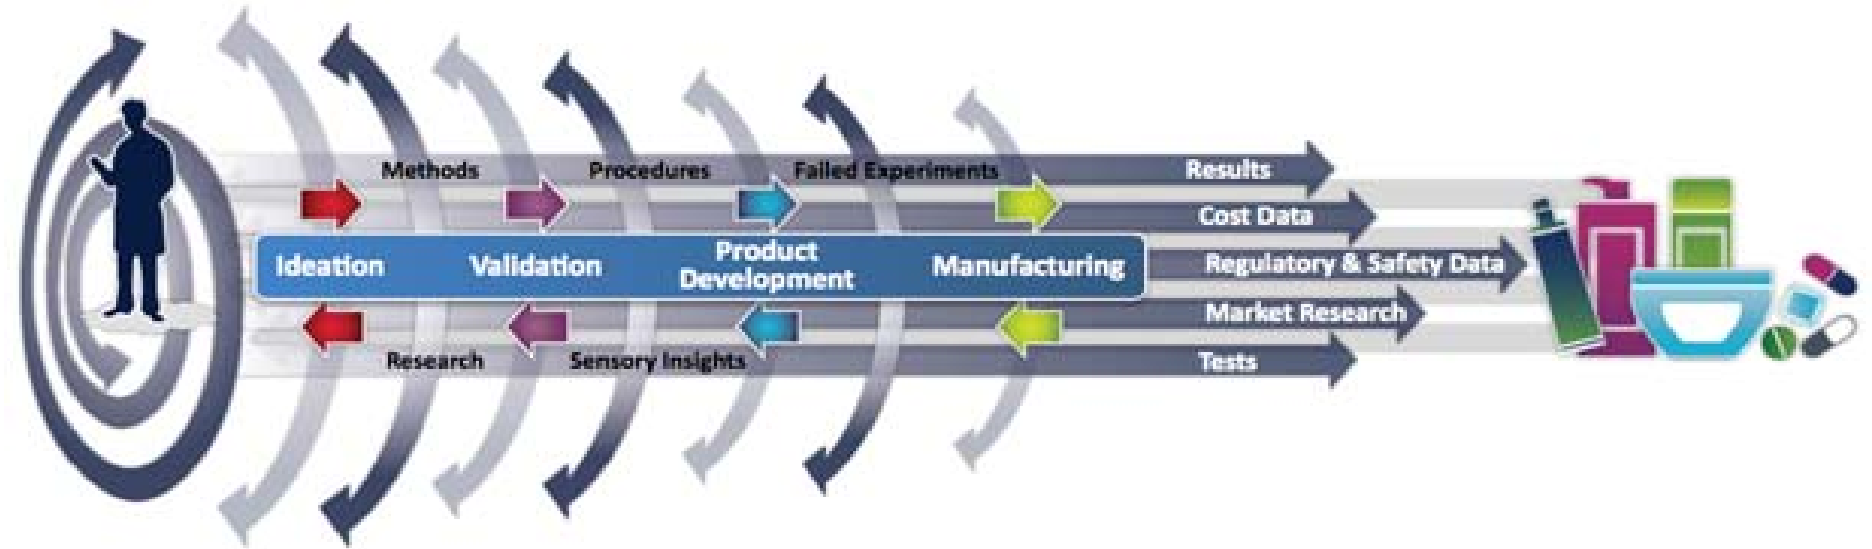 Methods Procedures Failed Experiments Results
Cost Data
Ideation Validation Product Development Manufacturing Regulatory & Safety Data
Market Research
Research Sensory Insights Tests